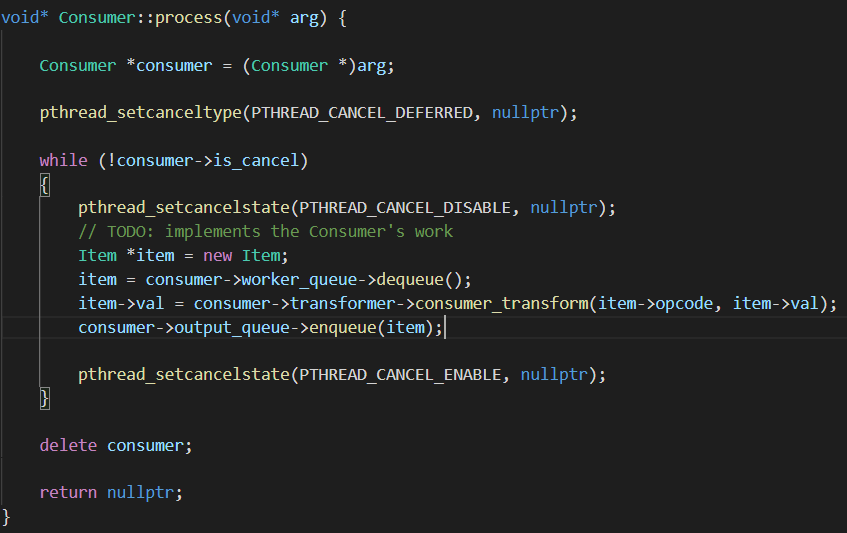 void* Consumer::process(void* arg) {
Consumer *consumer = (Consumer *)arg;
pthread_setcanceltype(PTHREAD_CANCEL_DEFERRED, nullptr);
while (!consumer->is_cancel)
{
pthread_setcancelstate(PTHREAD_CANCEL_DISABLE, nullptr);
// TODO: implements the Consumer's work
Item *item = new Item;
item = consumer->worker_queue->dequeue();
item->val = consumer->transformer->consumer_transform(item->opcode, item->val);
consumer->output_queue->enqueue(item);
pthread_setcancelstate(PTHREAD_CANCEL_ENABLE, nullptr);
}
delete consumer;
return nullptr;
}